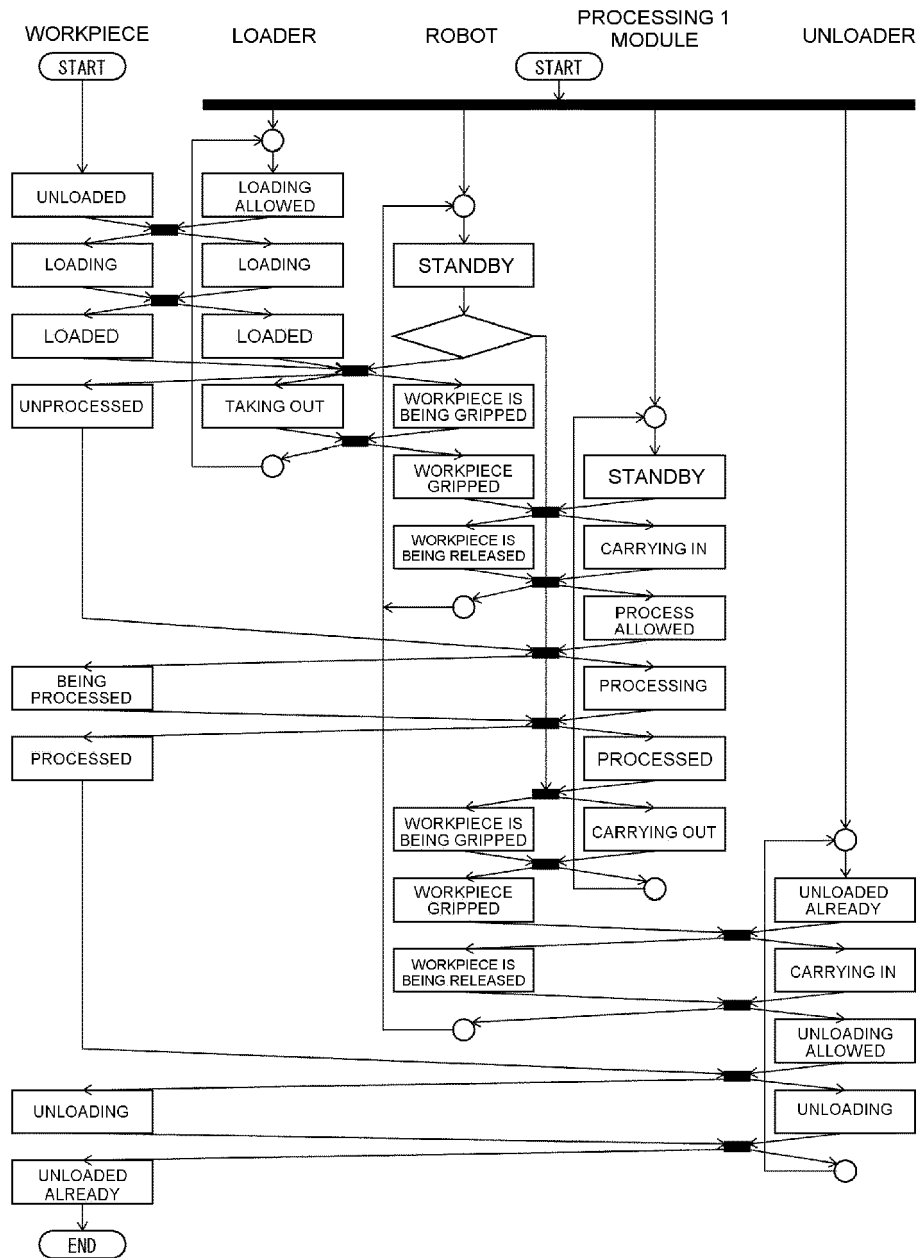 WORKPIECE
LOADER
ROBOT
PROCESSING 1
MODULE
UNLOADER
START
START
UNLOADED
LOADING
ALLOWED
LOADING
LOADING
STANDBY
LOADED
LOADED
UNPROCESSED
TAKING OUT
WORKPIECE IS
BEING GRIPPED
WORKPIECE
GRIPPED
STANDBY
WORKPIECE IS
BEING RELEASED
CARRYING IN
PROCESS
ALLOWED
BEING
PROCESSED
PROCESSING
PROCESSED
PROCESSED
WORKPIECE IS
BEING GRIPPED
CARRYING OUT
WORKPIECE
GRIPPED
UNLOADED
ALREADY
WORKPIECE IS
BEING RELEASED
CARRYING IN
UNLOADING
ALLOWED
UNLOADING
UNLOADING
UNLOADED
ALREADY
END